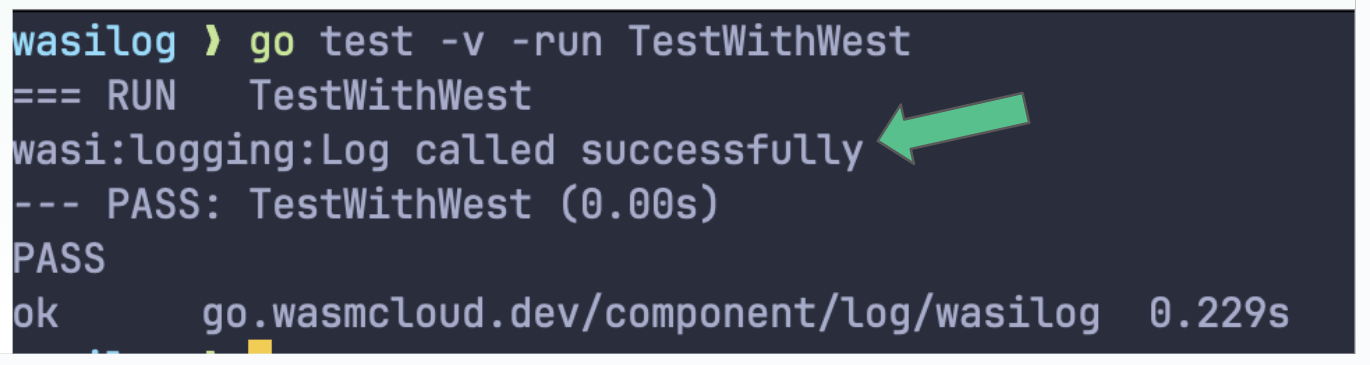 wasilog ❫ go test -v -run TestWithWest
=== RUN   TestWithWest
wasi:logging:Log called successfully
--- PASS: TestWithWest (0.00s)
PASS
ok      go.wasmcloud.dev/component/log/wasilog  0.229s